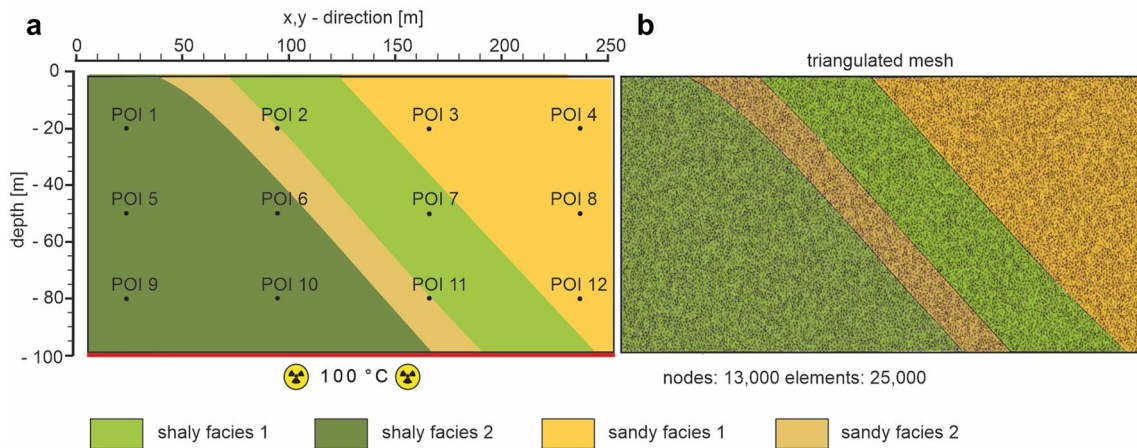 a
x,y - direction [m]
0 50 100 150 200 250
b
triangulated mesh
depth [m]
0
- 20
- 40
- 60
- 80
- 100
POI 1 POI 2 POI 3 POI 4
POI 5 POI 6 POI 7 POI 8
POI 9 POI 10 POI 11 POI 12
100 °C
nodes: 13,000 elements: 25,000
shaly facies 1 shaly facies 2 sandy facies 1 sandy facies 2